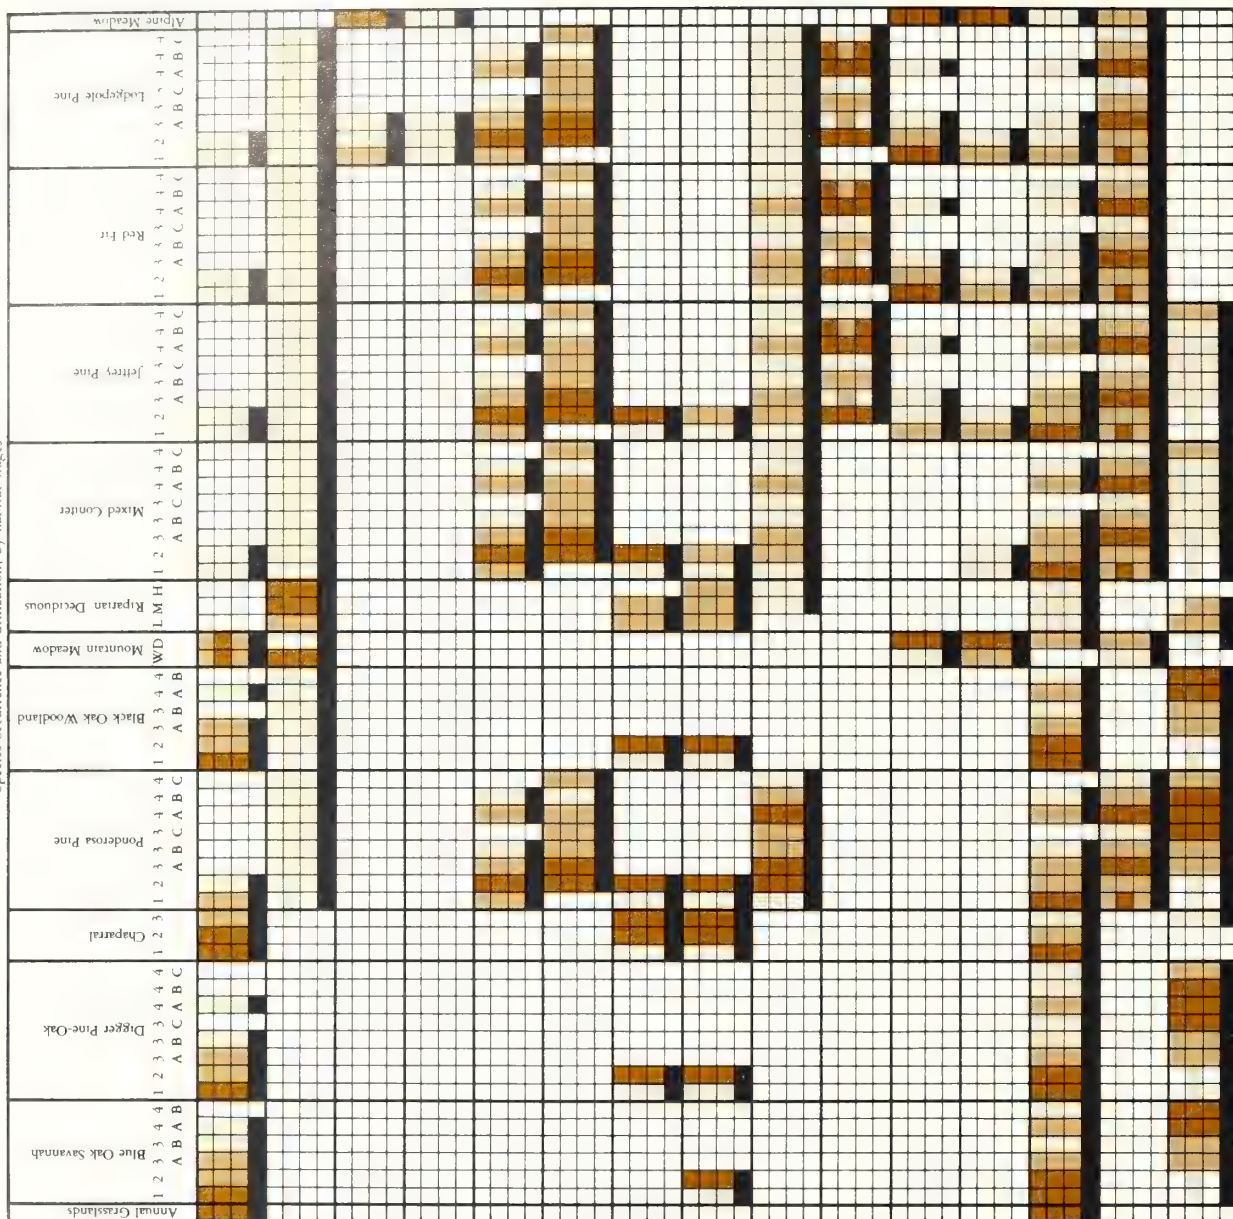 Annual Grasslands
Blue Oak Savannah
1 2 3 3 4 4
A B A B
Digger Pine-Oak
1 2 3 3 3 4 4 4
A B C A B C
Chaparral
1 2 3
Ponderosa Pine
1 2 3 3 3 4 4 4
A B C A B C
Black Oak Woodland
1 2 3 3 4 4
A B A B
Mountain Meadow
W D
Riparian Deciduous
L M H
Mixed Conifer
1 2 3 3 3 4 4 4
A B C A B C
Jeffrey Pine
1 2 3 3 3 4 4 4
A B C A B C
Red Fir
1 2 3 3 3 4 4 4
A B C A B C
Lodgepole Pine
1 2 3 3 3 4 4 4
A B C A B C
Alpine Meadow